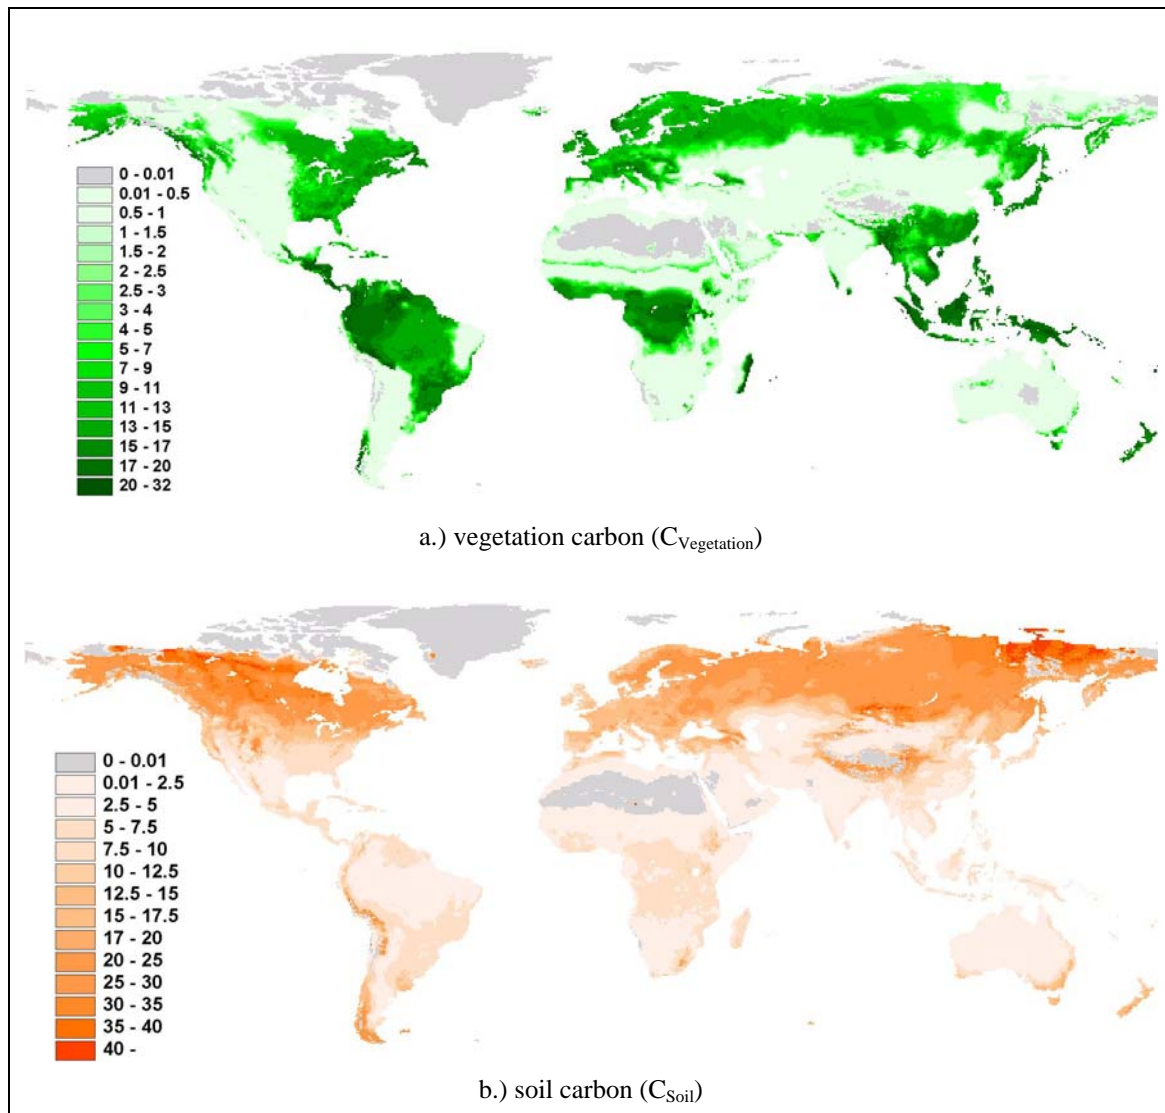 0 - 0.01
0.01 - 0.5
0.5 - 1
1 - 1.5
1.5 - 2
2 - 2.5
2.5 - 3
3 - 4
4 - 5
5 - 7
7 - 9
9 - 11
11 - 13
13 - 15
15 - 17
17 - 20
20 - 32
a.) vegetation carbon (CVegetation)
0 - 0.01
0.01 - 2.5
2.5 - 5
5 - 7.5
7.5 - 10
10 - 12.5
12.5 - 15
15 - 17.5
17 - 20
20 - 25
25 - 30
30 - 35
35 - 40
40 -
b.) soil carbon (CSoil)